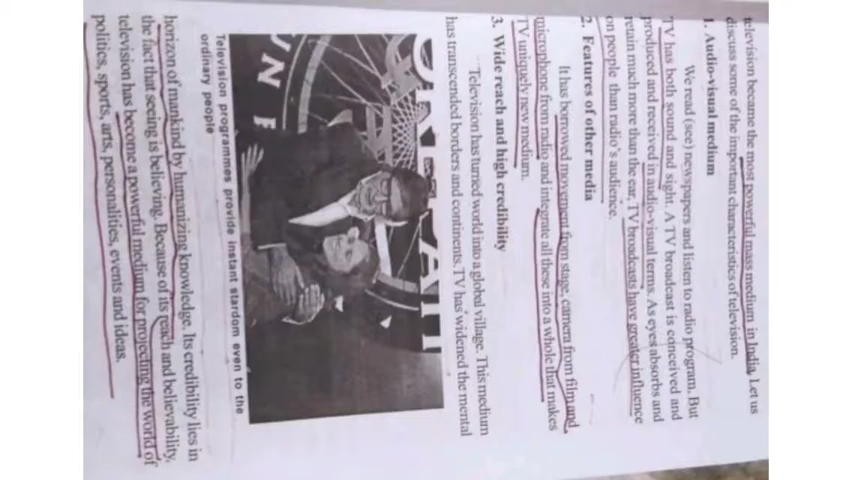 television became the most powerful mass medium in India. Let us
discuss some of the important characteristics of television.
1. Audio-visual medium
We read (see) newspapers and listen to radio program. But
TV has both sound and sight. A TV broadcast is conceived and
produced and received in audio-visual terms. As eyes absorbs and
retain much more than the ear, TV broadcasts have greater influence
on people than radio's audience.
2. Features of other media
It has borrowed movement from stage, camera from film and
microphone from radio and integrate all these into a whole that makes
TV uniquely new medium.
3. Wide reach and high credibility
Television has turned world into a global village. This medium
has transcended borders and continents. TV has widened the mental
Television programmes provide instant stardom even to the
ordinary people
horizon of mankind by humanizing knowledge. Its credibility lies in
the fact that seeing is believing. Because of its reach and believability,
television has become a powerful medium for projecting the world of
politics, sports, arts, personalities, events and ideas.